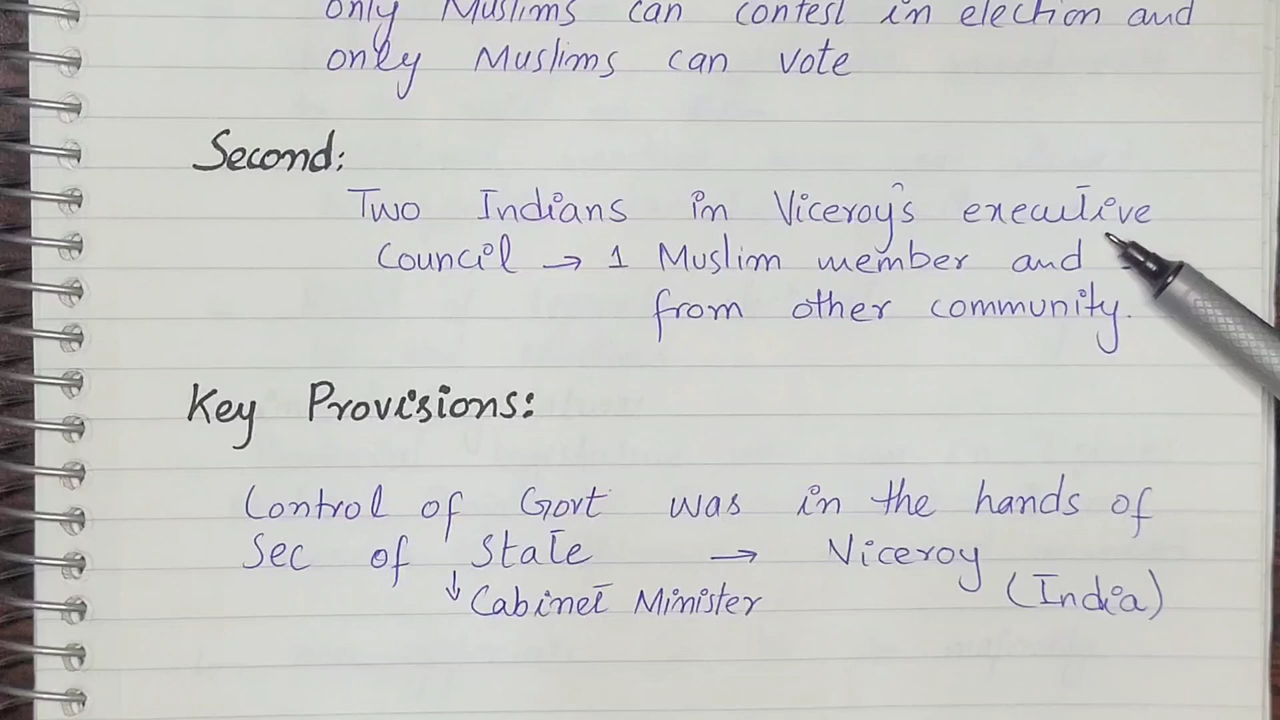 only Muslims can contest in election and
only Muslims can vote
Second:
Two Indians in Viceroy's executive
Council → 1 Muslim member and
from other community.
Key Provisions:
Control of Govt was in the hands of
Sec of State → Viceroy
↓ Cabinet Minister (India)